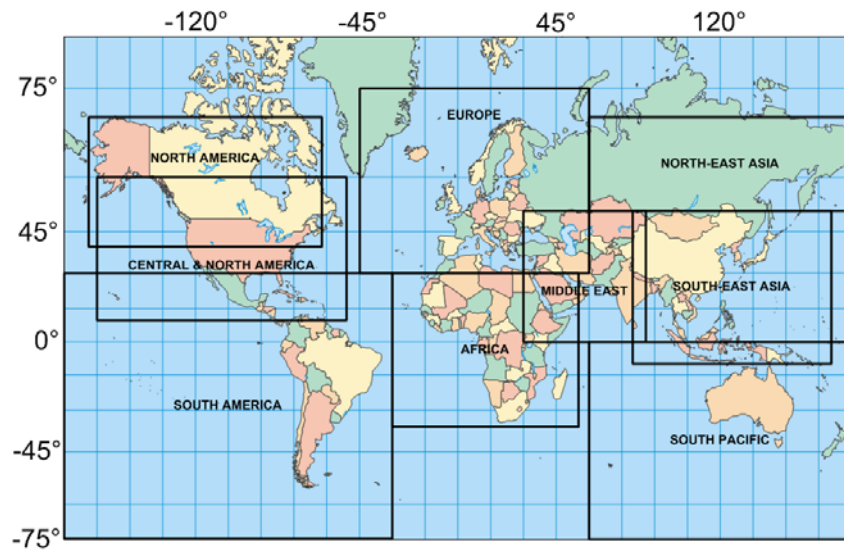 -120° -45° 45° 120°
75°
EUROPE
NORTH AMERICA
NORTH-EAST ASIA
45°
CENTRAL & NORTH AMERICA
SOUTH-EAST ASIA
MIDDLE EAST
0°
AFRICA
SOUTH AMERICA
SOUTH PACIFIC
-45°
-75°